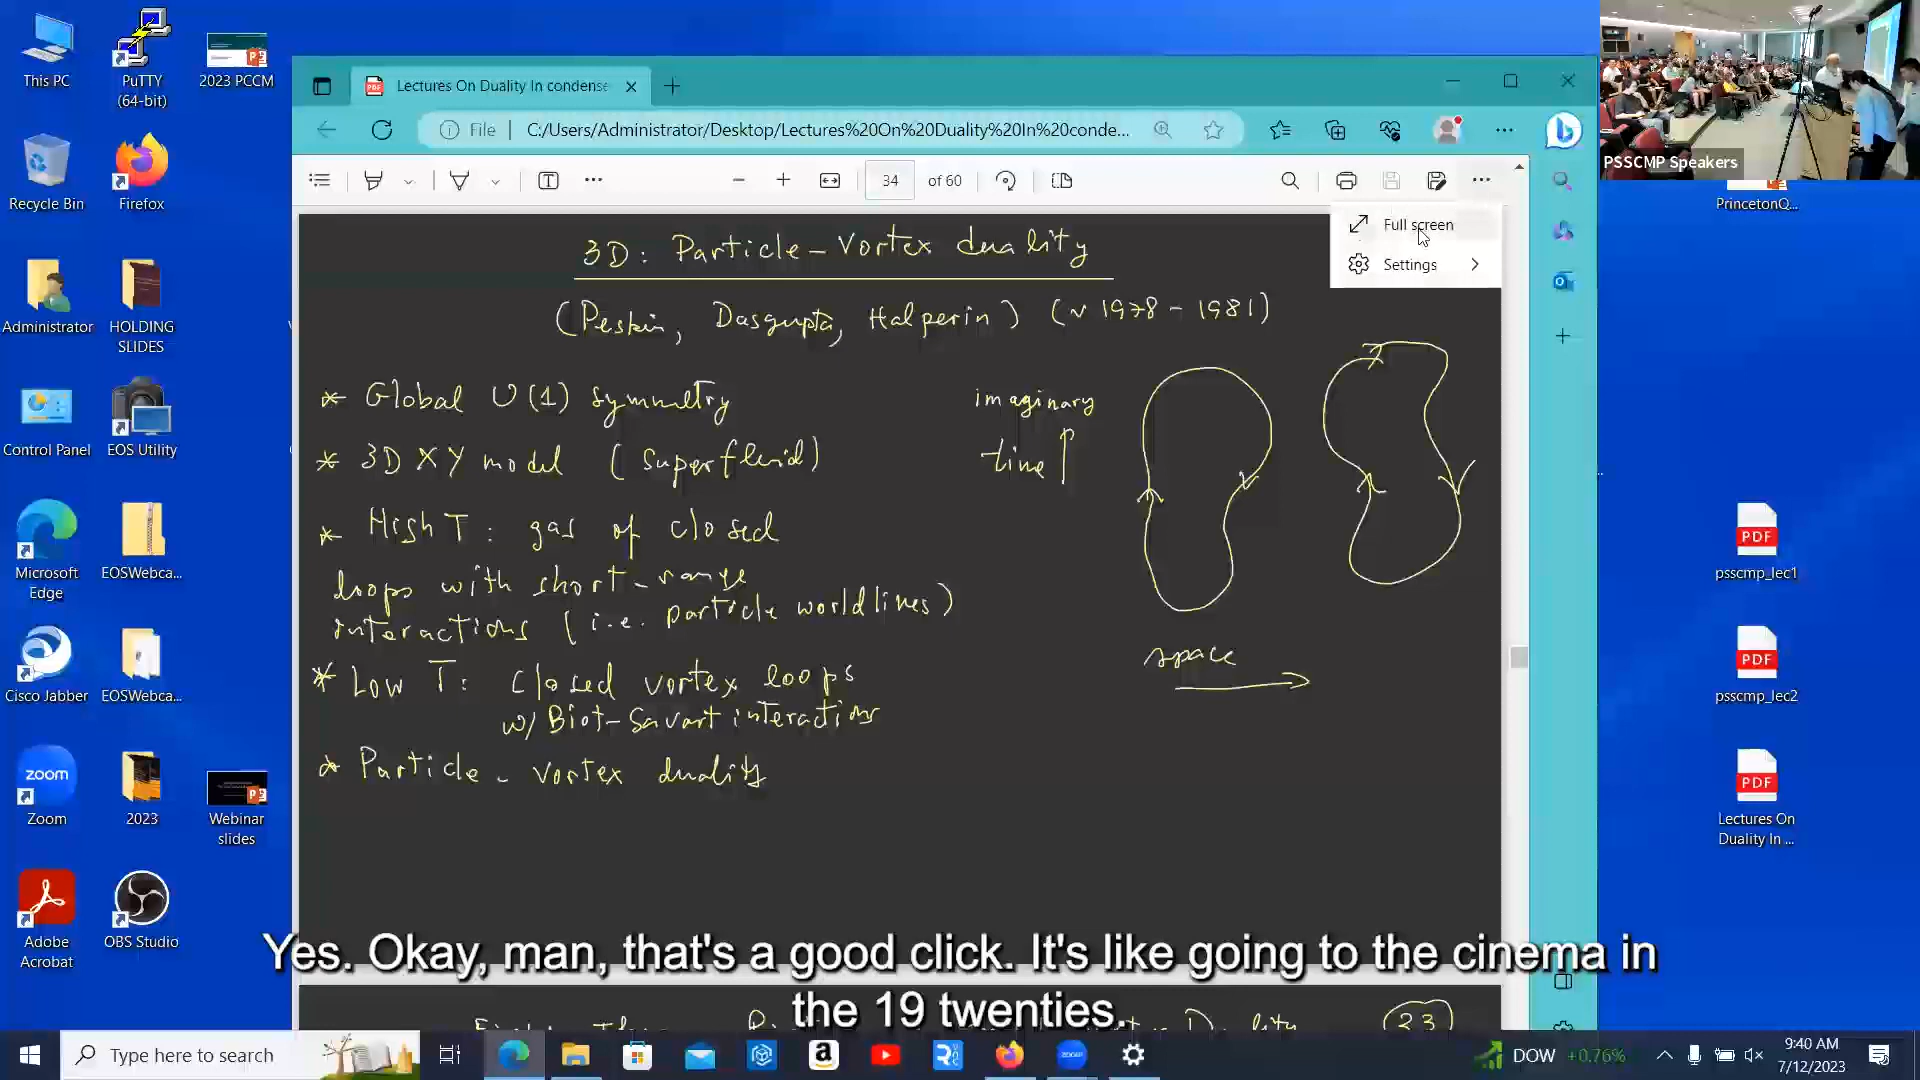 This PC
PuTTY
(64-bit)
2023 PCCM
Recycle Bin
Firefox
Administrator
HOLDING
SLIDES
Control Panel
EOS Utility
Microsoft
Edge
EOSWebca...
Cisco Jabber
EOSWebca...
Zoom
2023
Webinar
slides
Adobe
Acrobat
OBS Studio
Lectures On Duality In condense
File
C:/Users/Administrator/Desktop/Lectures%20On%20Duality%20In%20conde...
34 of 60
Full screen
Settings
3D: Particle-Vortex duality
(Peskin, Dasgupta, Halperin) (~ 1978 - 1981)
* Global U(1) symmetry
* 3D XY model (superfluid)
* High T: gas of closed
loops with short-range
interactions (i.e. particle worldlines)
* Low T: closed vortex loops
w/ Biot-Savart interactions
* Particle - vortex duality
imaginary
time
space
23
PSSCMP Speakers
PrincetonQ...
PDF
psscmp_lec1
PDF
psscmp_lec2
PDF
Lectures On
Duality In ...
Yes. Okay, man, that's a good click. It's like going to the cinema in
the 19 twenties.
Type here to search
DOW +0.76%
9:40 AM
7/12/2023